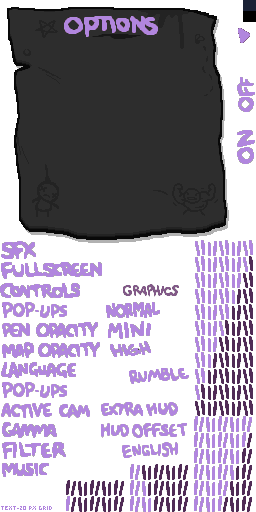 OPTIONS
ON OFF
SFX
FULLSCREEN
CONTROLS GRAPHICS
POP-UPS NORMAL
PEN OPACITY MINI
MAP OPACITY HIGH
LANGUAGE RUMBLE
POP-UPS
ACTIVE CAM EXTRA HUD
GAMMA HUD OFFSET
FILTER ENGLISH
MUSIC
TEXT-20 PX GRID